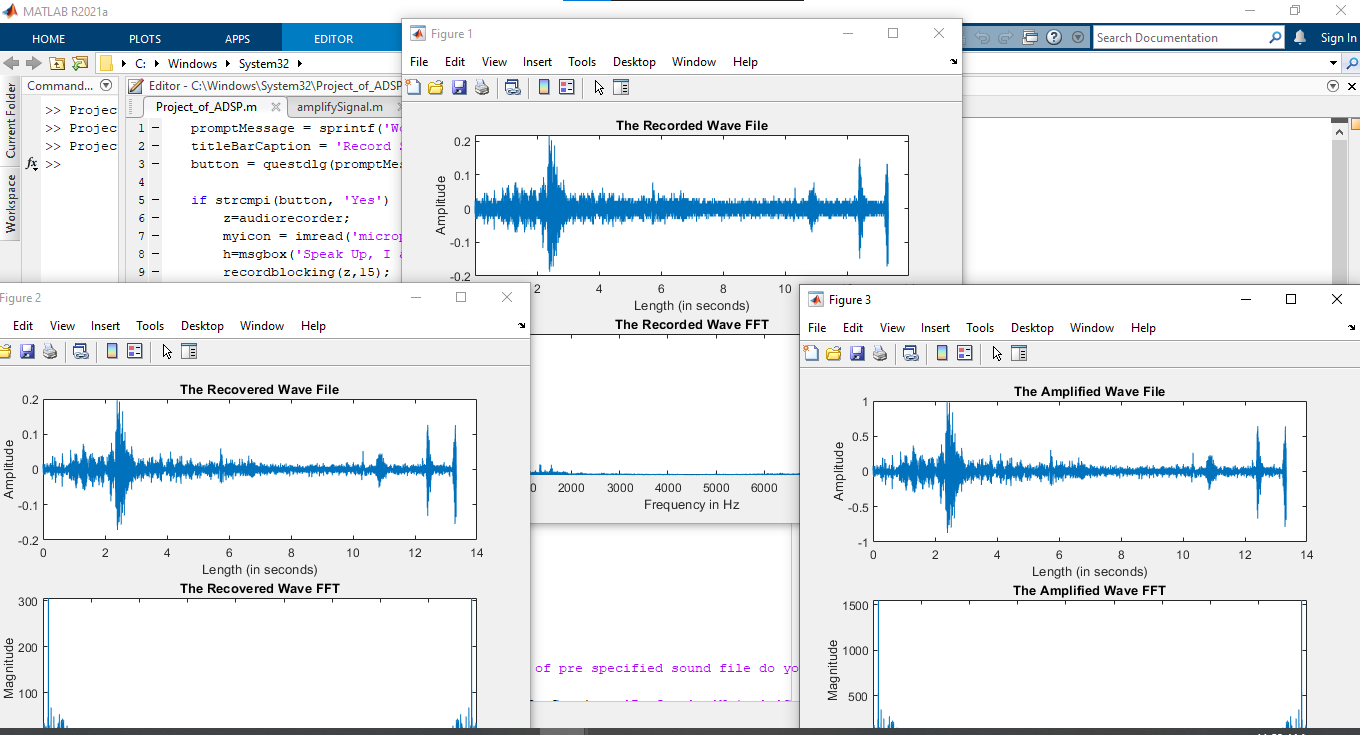 MATLAB R2021a
HOME PLOTS APPS EDITOR
Search Documentation
Sign In
C: Windows System32
Current Folder
Workspace
Command...
>> Projec
>> Projec
>> Projec
fx >>
Editor - C:\Windows\System32\Project_of_ADSP
Project_of_ADSP.m amplifySignal.m
1 promptMessage = sprintf('W
2 titleBarCaption = 'Record
3 button = questdlg(promptMes
4
5 if strcmpi(button, 'Yes')
6 z=audiorecorder;
7 myicon = imread('microp
8 h=msgbox('Speak Up, I a
9 recordblocking(z,15);
of pre specified sound file do yo
Figure 1
File Edit View Insert Tools Desktop Window Help
The Recorded Wave File
Amplitude
0.2
0.1
0
-0.1
-0.2
2 4 6 8 10
Length (in seconds)
The Recorded Wave FFT
0 2000 3000 4000 5000 6000
Frequency in Hz
Figure 2
Edit View Insert Tools Desktop Window Help
The Recovered Wave File
Amplitude
0.2
0.1
0
-0.1
-0.2
0 2 4 6 8 10 12 14
Length (in seconds)
The Recovered Wave FFT
Magnitude
300
200
100
Figure 3
File Edit View Insert Tools Desktop Window Help
The Amplified Wave File
Amplitude
1
0.5
0
-0.5
-1
0 2 4 6 8 10 12 14
Length (in seconds)
The Amplified Wave FFT
Magnitude
1500
1000
500